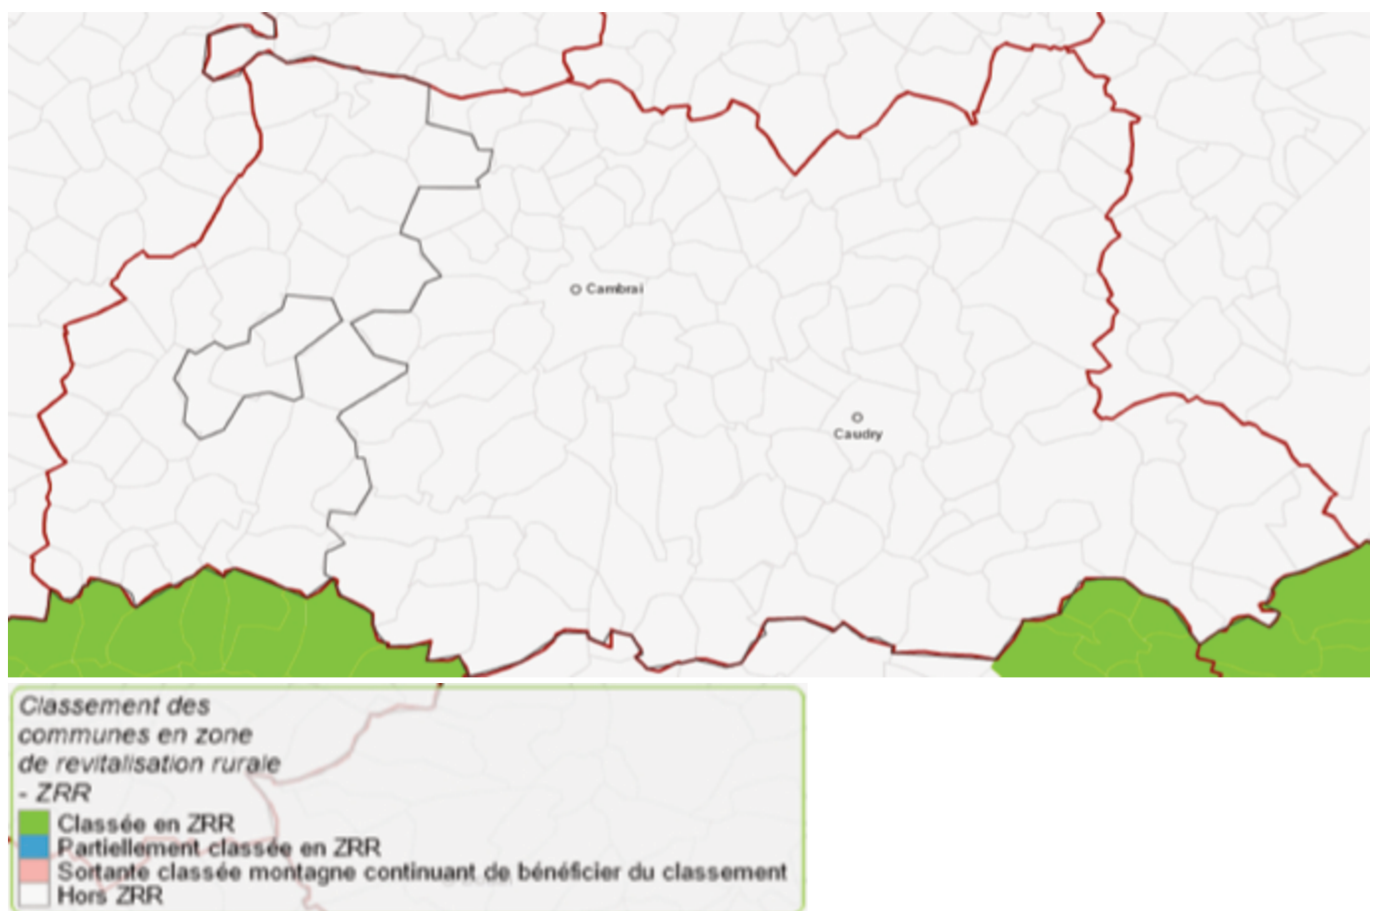 Cambrai
Caudry
Classement des
communes en zone
de revitalisation rurale
- ZRR
Classée en ZRR
Partiellement classée en ZRR
Sortante classée montagne continuant de bénéficier du classement
Hors ZRR